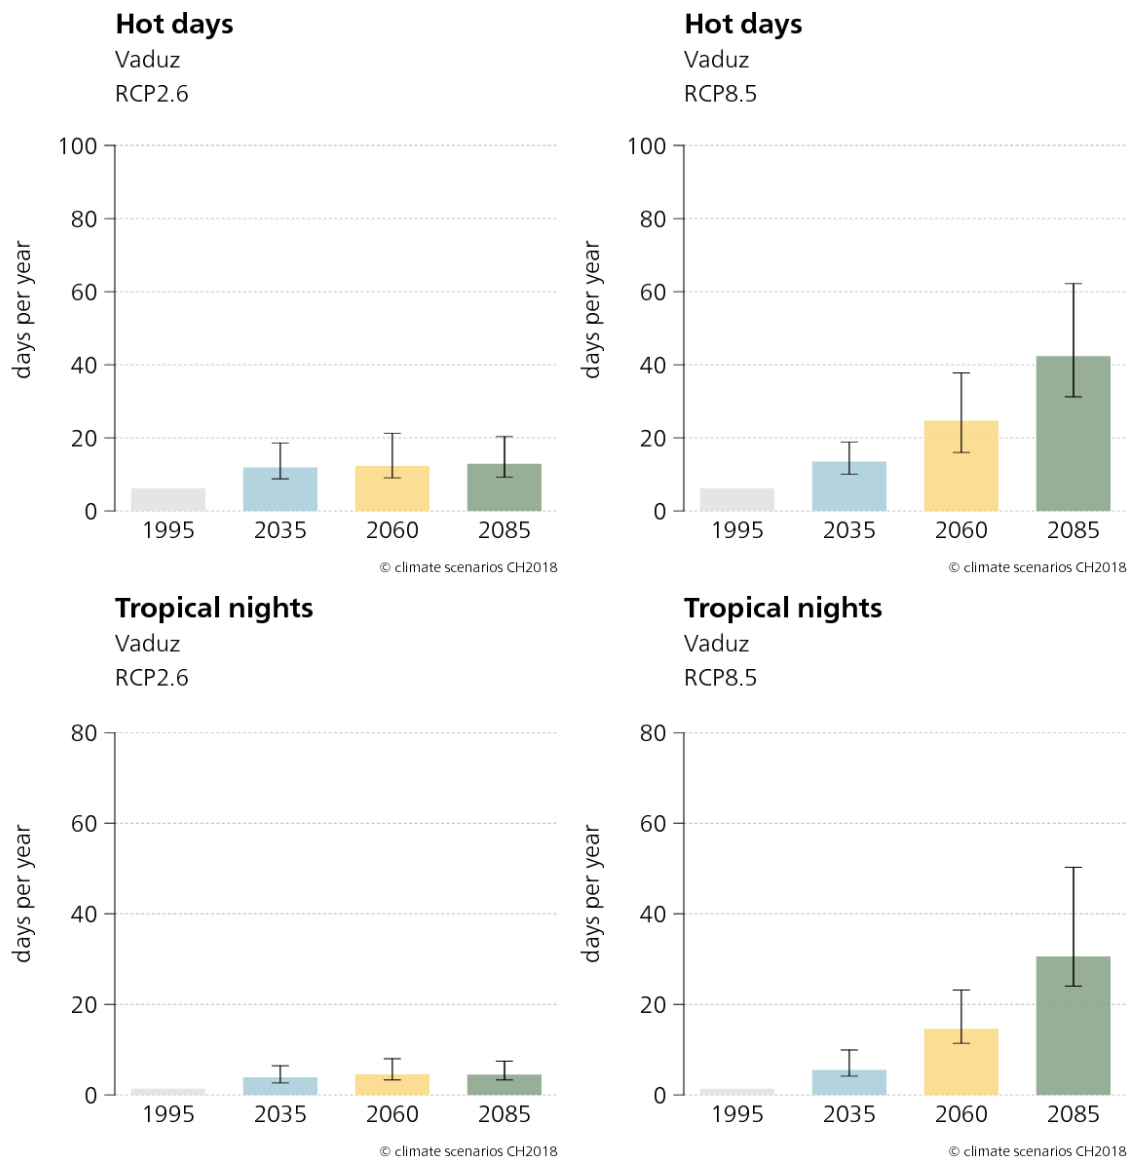 Hot days
Vaduz
RCP2.6
100
80
60
40
20
0
days per year
1995 2035 2060 2085
© climate scenarios CH2018
Hot days
Vaduz
RCP8.5
100
80
60
40
20
0
days per year
1995 2035 2060 2085
© climate scenarios CH2018
Tropical nights
Vaduz
RCP2.6
80
60
40
20
0
days per year
1995 2035 2060 2085
© climate scenarios CH2018
Tropical nights
Vaduz
RCP8.5
80
60
40
20
0
days per year
1995 2035 2060 2085
© climate scenarios CH2018